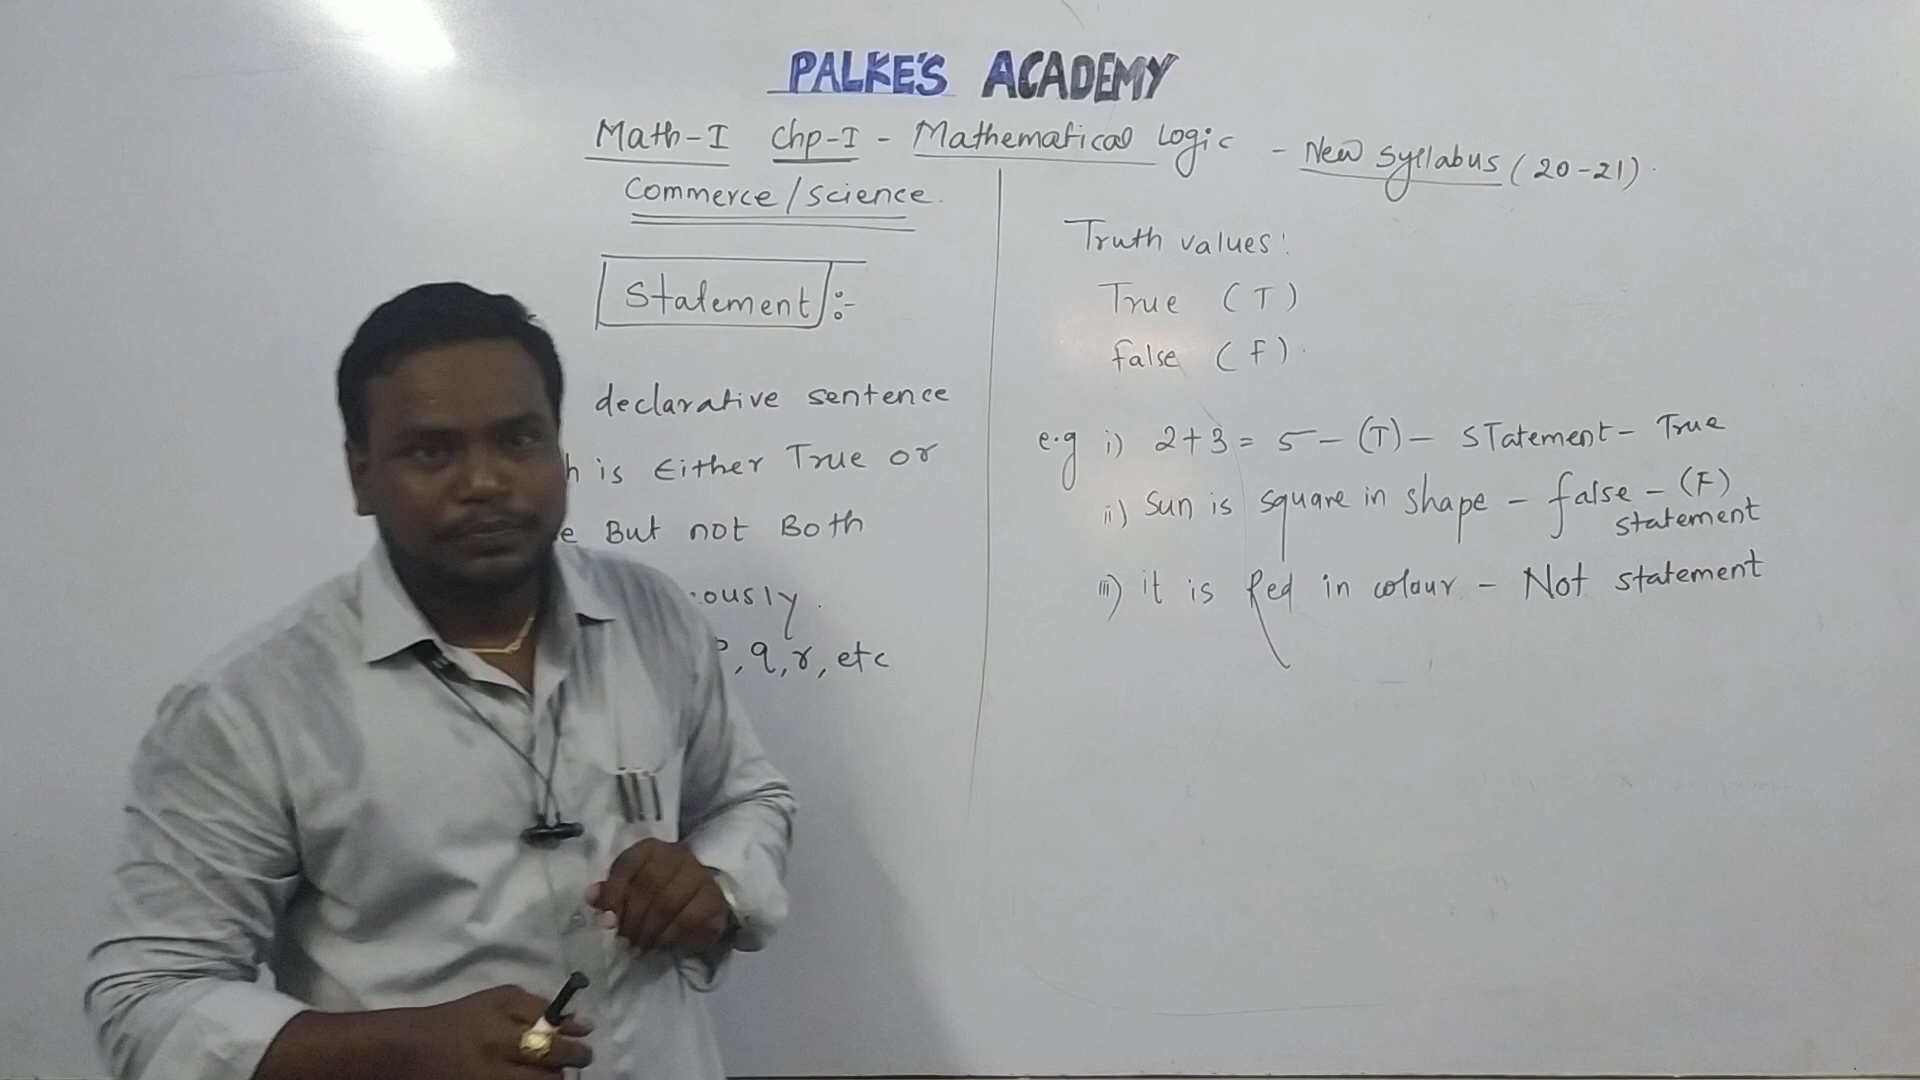 PALKE'S ACADEMY
Math-I Chp-I - Mathematical Logic - New Syllabus (20-21).
Commerce/science.
Statement :-
declarative sentence
h is Either True or
e But not Both
ously.
, q, r, etc
Truth values:
True (T)
false (F).
e.g i) 2+3 = 5 - (T) - STatement - True
ii) Sun is square in shape - false - (F)
statement
iii) it is Red in colour - Not statement